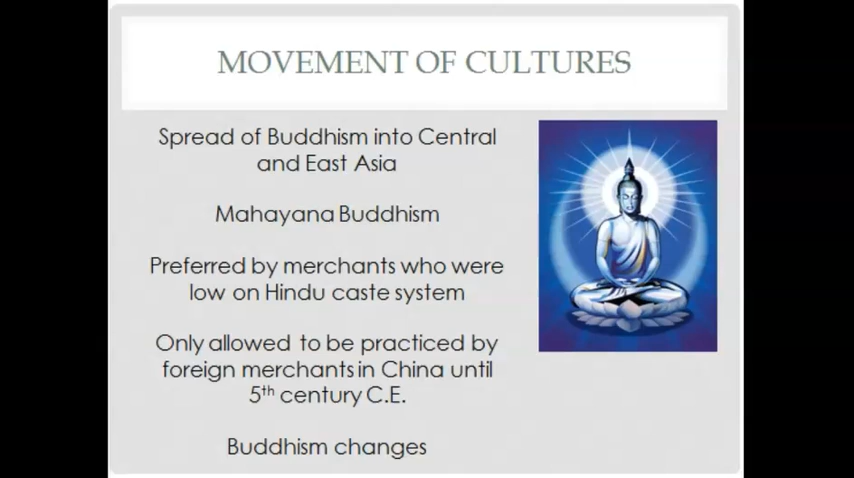 MOVEMENT OF CULTURES
Spread of Buddhism into Central
and East Asia
Mahayana Buddhism
Preferred by merchants who were
low on Hindu caste system
Only allowed to be practiced by
foreign merchants in China until
5th century C.E.
Buddhism changes